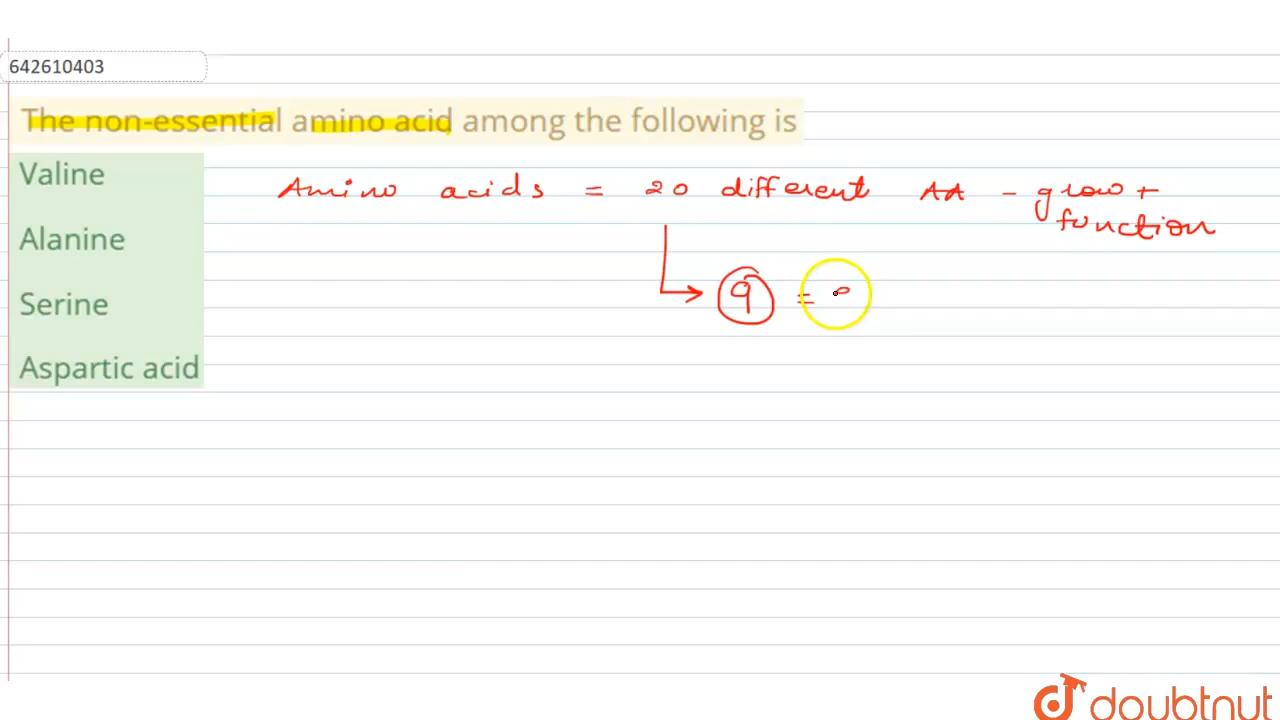 642610403
The non-essential amino acid among the following is
Valine
Amino acids = 20 different AA - grow +
function
Alanine
9 =
Serine
Aspartic acid
doubtnut